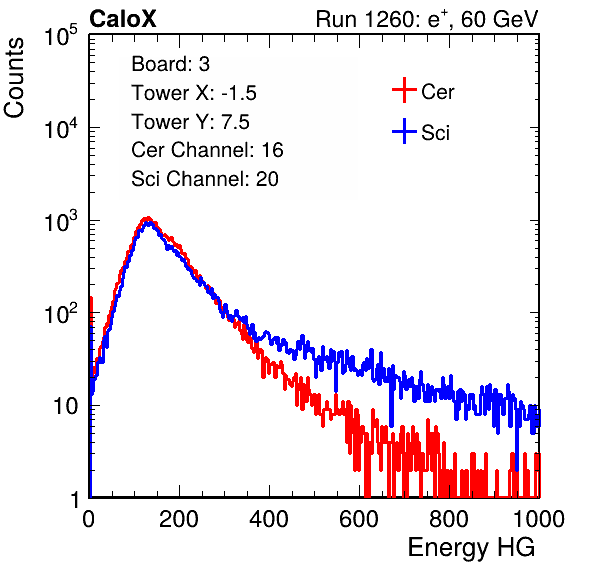 CaloX Run 1260: e⁺, 60 GeV
Counts
Board: 3
Tower X: -1.5
Tower Y: 7.5
Cer Channel: 16
Sci Channel: 20
Cer
Sci
10⁵
10⁴
10³
10²
10
1
0 200 400 600 800 1000
Energy HG